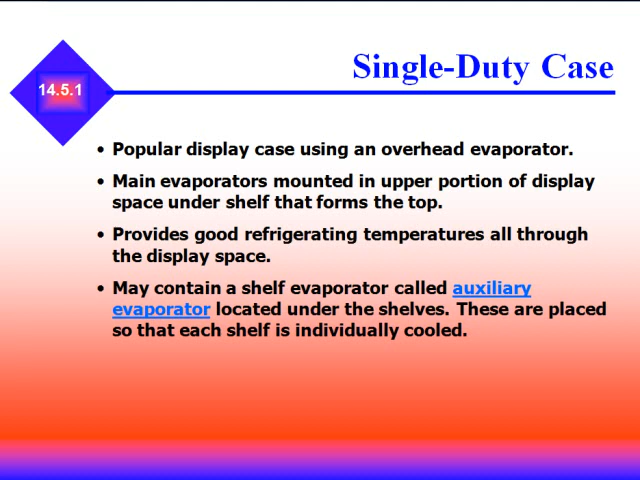 Single-Duty Case
14.5.1
• Popular display case using an overhead evaporator.
• Main evaporators mounted in upper portion of display
space under shelf that forms the top.
• Provides good refrigerating temperatures all through
the display space.
• May contain a shelf evaporator called auxiliary
evaporator located under the shelves. These are placed
so that each shelf is individually cooled.